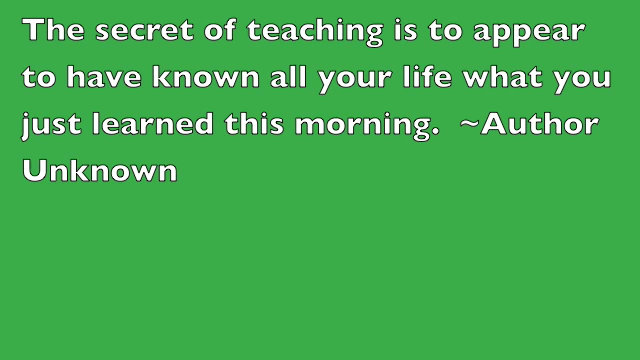 The secret of teaching is to appear
to have known all your life what you
just learned this morning.  ~Author
Unknown